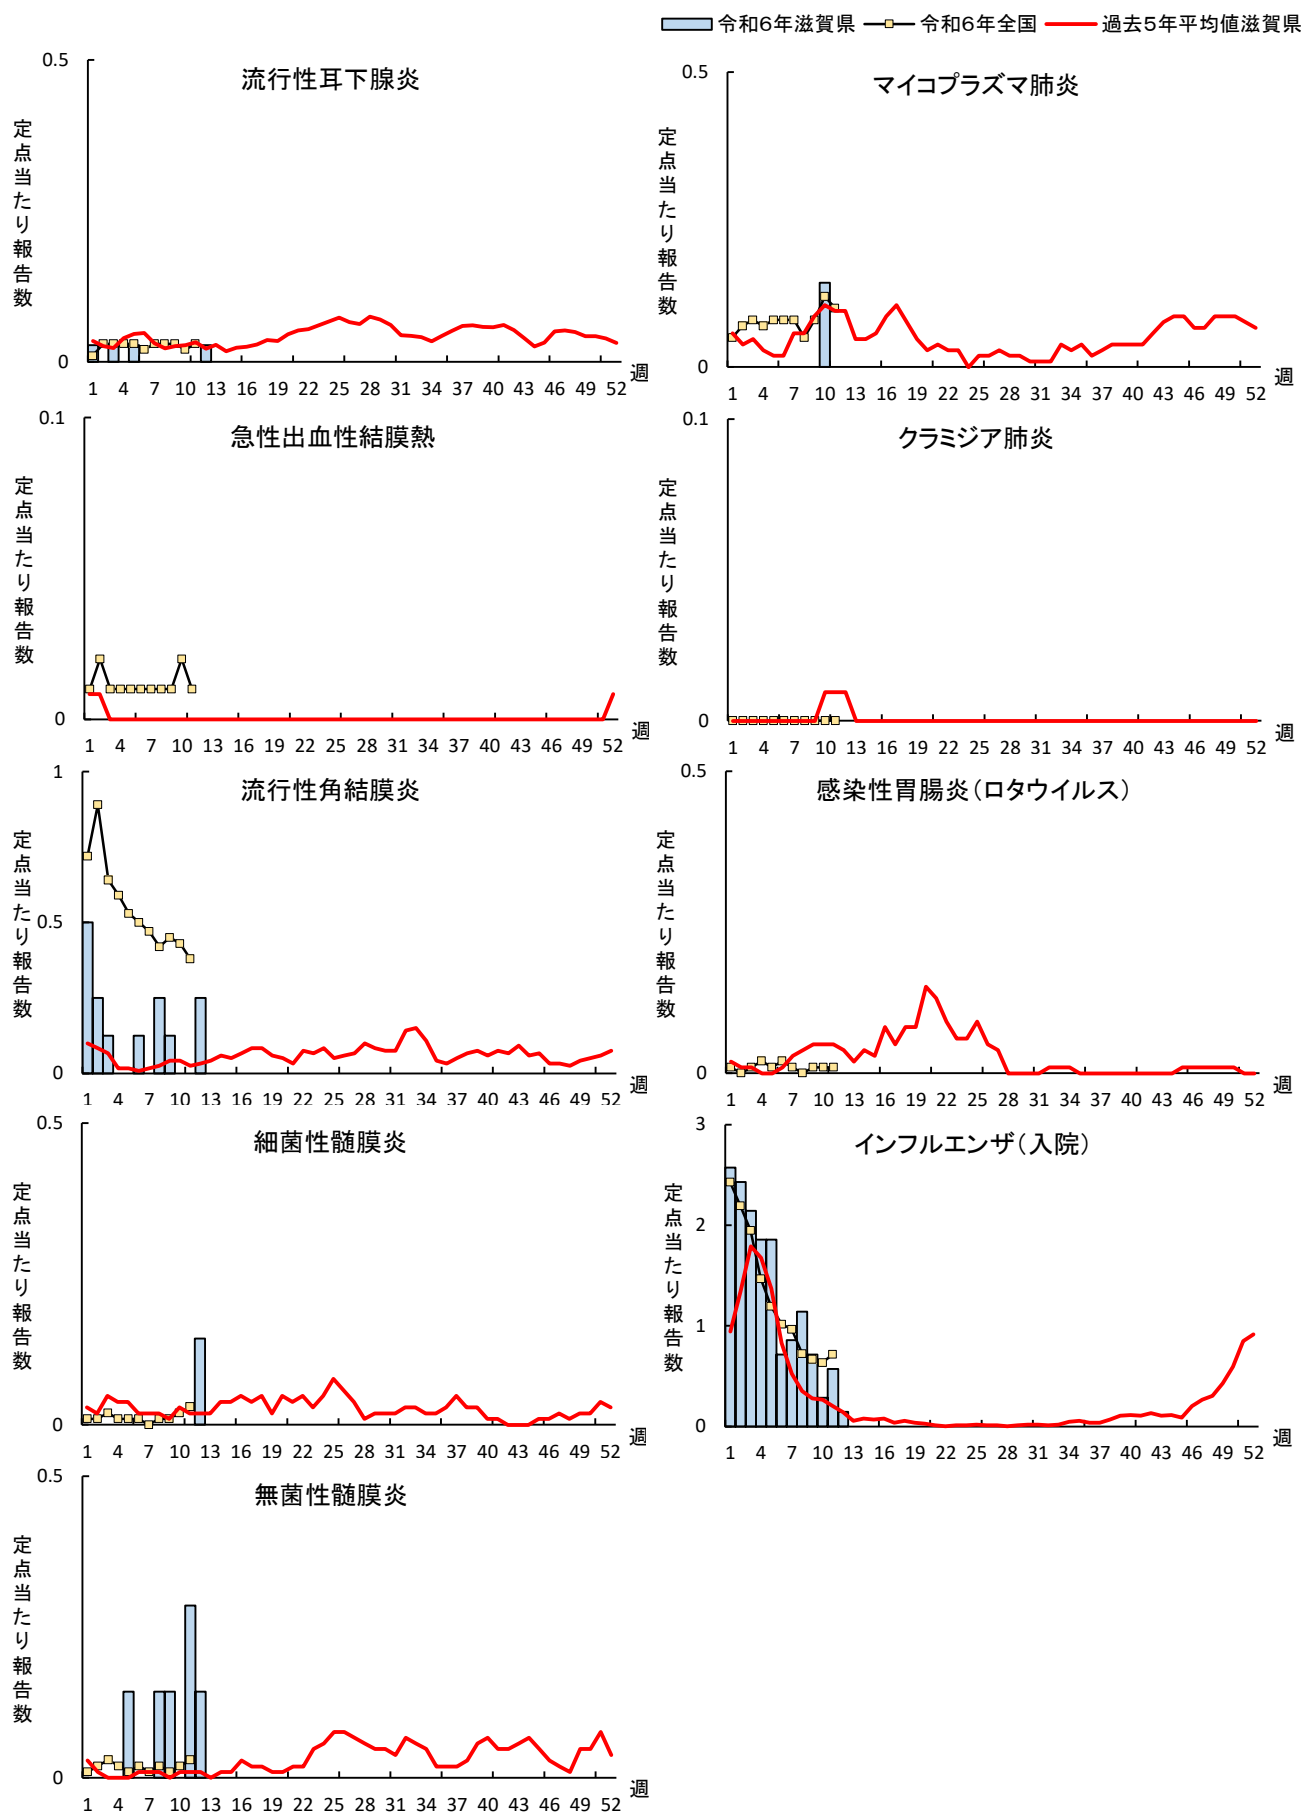 令和6年滋賀県 令和6年全国 過去5年平均値滋賀県
流行性耳下腺炎
定点当たり報告数
0.5
0
1 4 7 10 13 16 19 22 25 28 31 34 37 40 43 46 49 52
週
マイコプラズマ肺炎
定点当たり報告数
0.5
0
1 4 7 10 13 16 19 22 25 28 31 34 37 40 43 46 49 52
週
急性出血性結膜熱
定点当たり報告数
0.1
0
1 4 7 10 13 16 19 22 25 28 31 34 37 40 43 46 49 52
週
クラミジア肺炎
定点当たり報告数
0.1
0
1 4 7 10 13 16 19 22 25 28 31 34 37 40 43 46 49 52
週
流行性角結膜炎
定点当たり報告数
1
0.5
0
1 4 7 10 13 16 19 22 25 28 31 34 37 40 43 46 49 52
週
感染性胃腸炎（ロタウイルス）
定点当たり報告数
0.5
0
1 4 7 10 13 16 19 22 25 28 31 34 37 40 43 46 49 52
週
細菌性髄膜炎
定点当たり報告数
0.5
0
1 4 7 10 13 16 19 22 25 28 31 34 37 40 43 46 49 52
週
インフルエンザ（入院）
定点当たり報告数
3
2
1
0
1 4 7 10 13 16 19 22 25 28 31 34 37 40 43 46 49 52
週
無菌性髄膜炎
定点当たり報告数
0.5
0
1 4 7 10 13 16 19 22 25 28 31 34 37 40 43 46 49 52
週